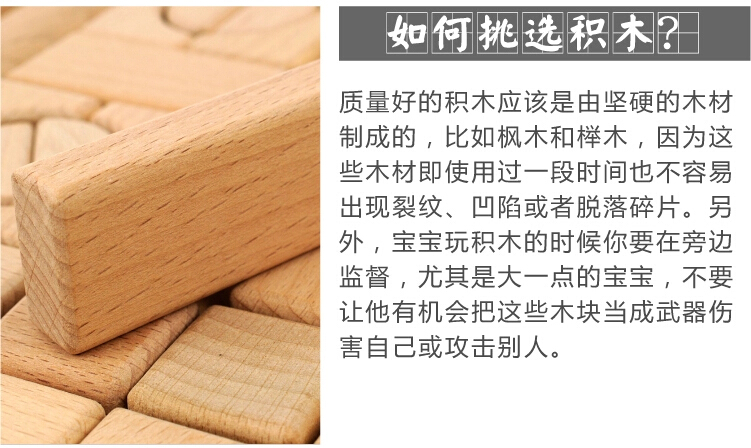 如何挑选积木?
质量好的积木应该是由坚硬的木材
制成的，比如枫木和榉木，因为这
些木材即使用过一段时间也不容易
出现裂纹、凹陷或者脱落碎片。另
外，宝宝玩积木的时候你要在旁边
监督，尤其是大一点的宝宝，不要
让他有机会把这些木块当成武器伤
害自己或攻击别人。